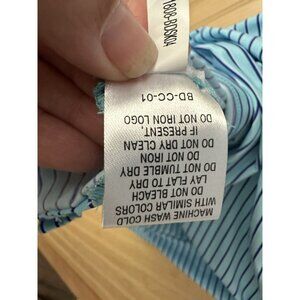 MACHINE WASH COLD
WITH SIMILAR COLORS
DO NOT BLEACH
LAY FLAT TO DRY
DO NOT TUMBLE DRY
DO NOT IRON
DO NOT DRY CLEAN
IF PRESENT,
DO NOT IRON LOGO
BD-CC-01